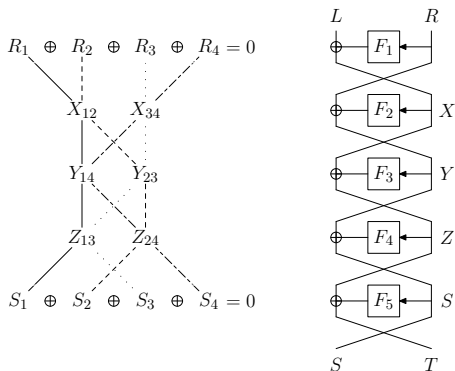 R₁ ⊕ R₂ ⊕ R₃ ⊕ R₄ = 0
X₁₂ X₃₄
Y₁₄ Y₂₃
Z₁₃ Z₂₄
S₁ ⊕ S₂ ⊕ S₃ ⊕ S₄ = 0
L R
⊕ F₁
⊕ F₂ X
⊕ F₃ Y
⊕ F₄ Z
⊕ F₅ S
S T